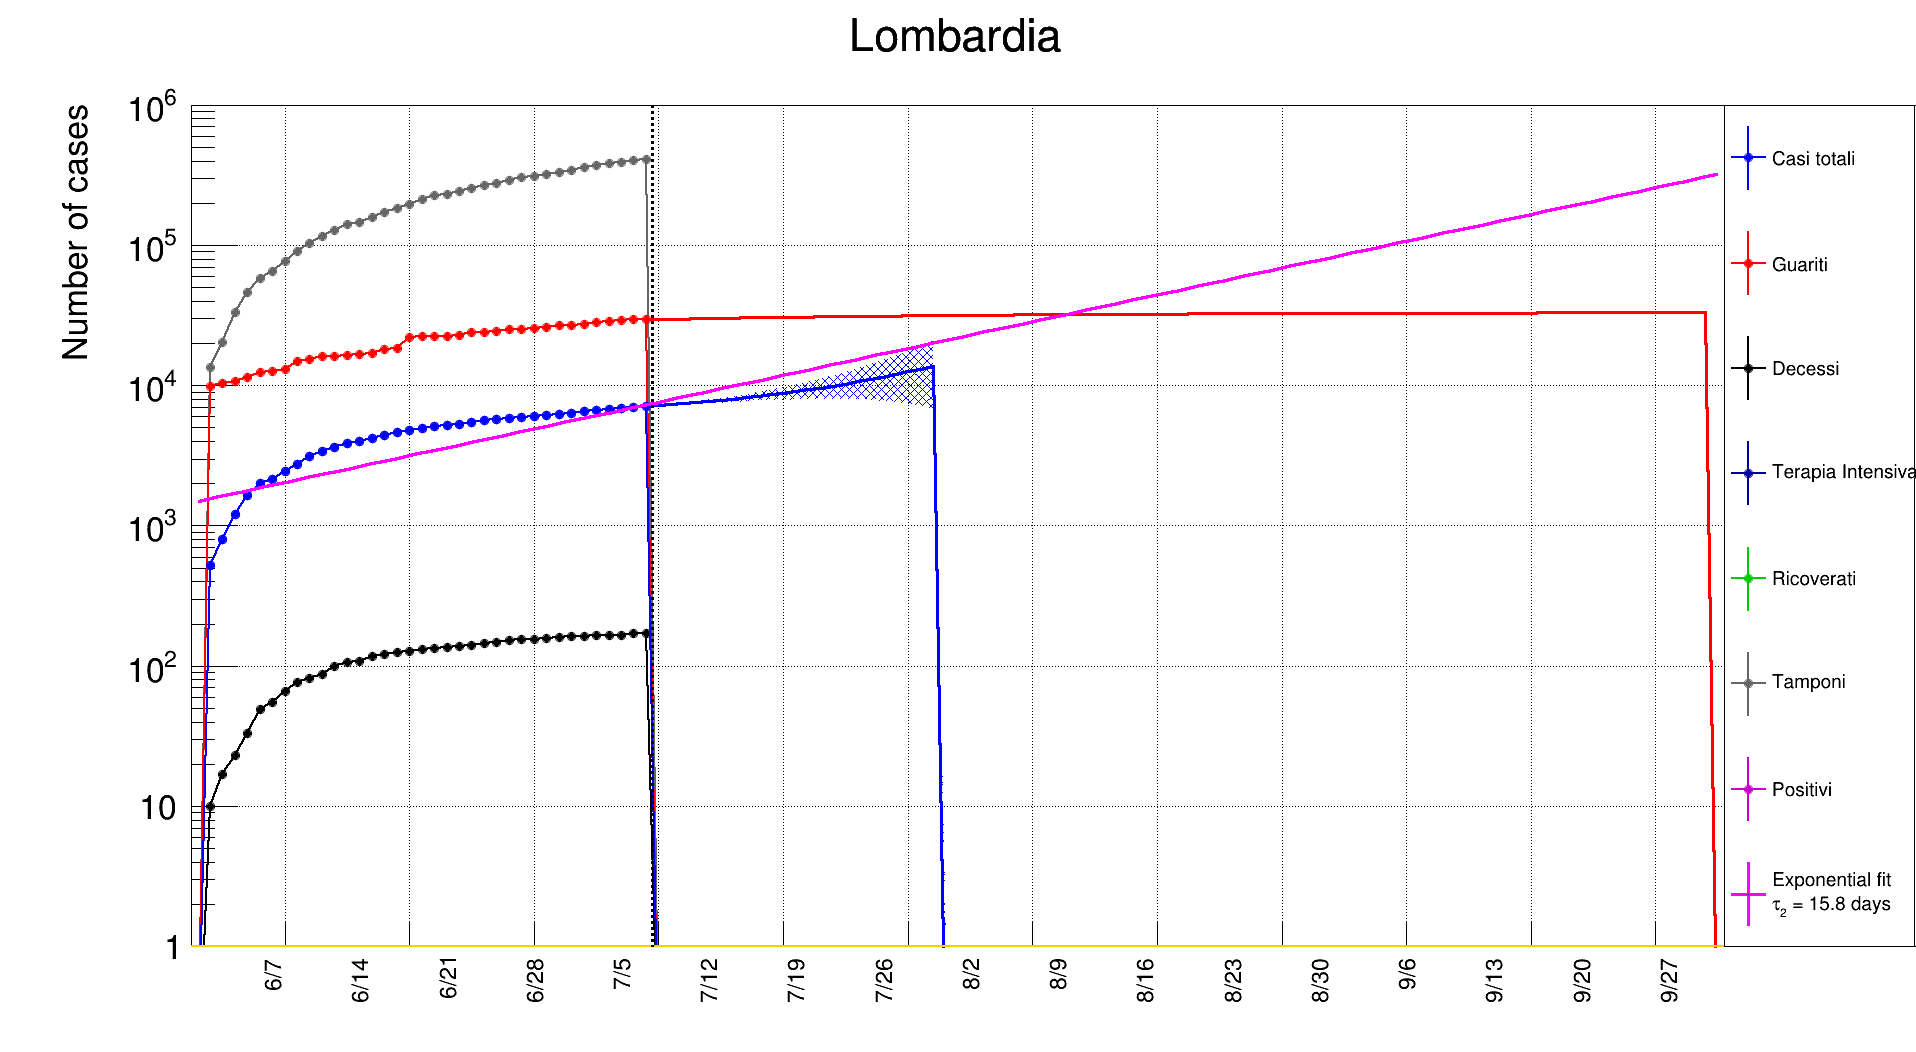 Lombardia
Number of cases
10^6
10^5
10^4
10^3
10^2
10
1
6/7
6/14
6/21
6/28
7/5
7/12
7/19
7/26
8/2
8/9
8/16
8/23
8/30
9/6
9/13
9/20
9/27
Casi totali
Guariti
Decessi
Terapia Intensiva
Ricoverati
Tamponi
Positivi
Exponential fit
τ₂ = 15.8 days